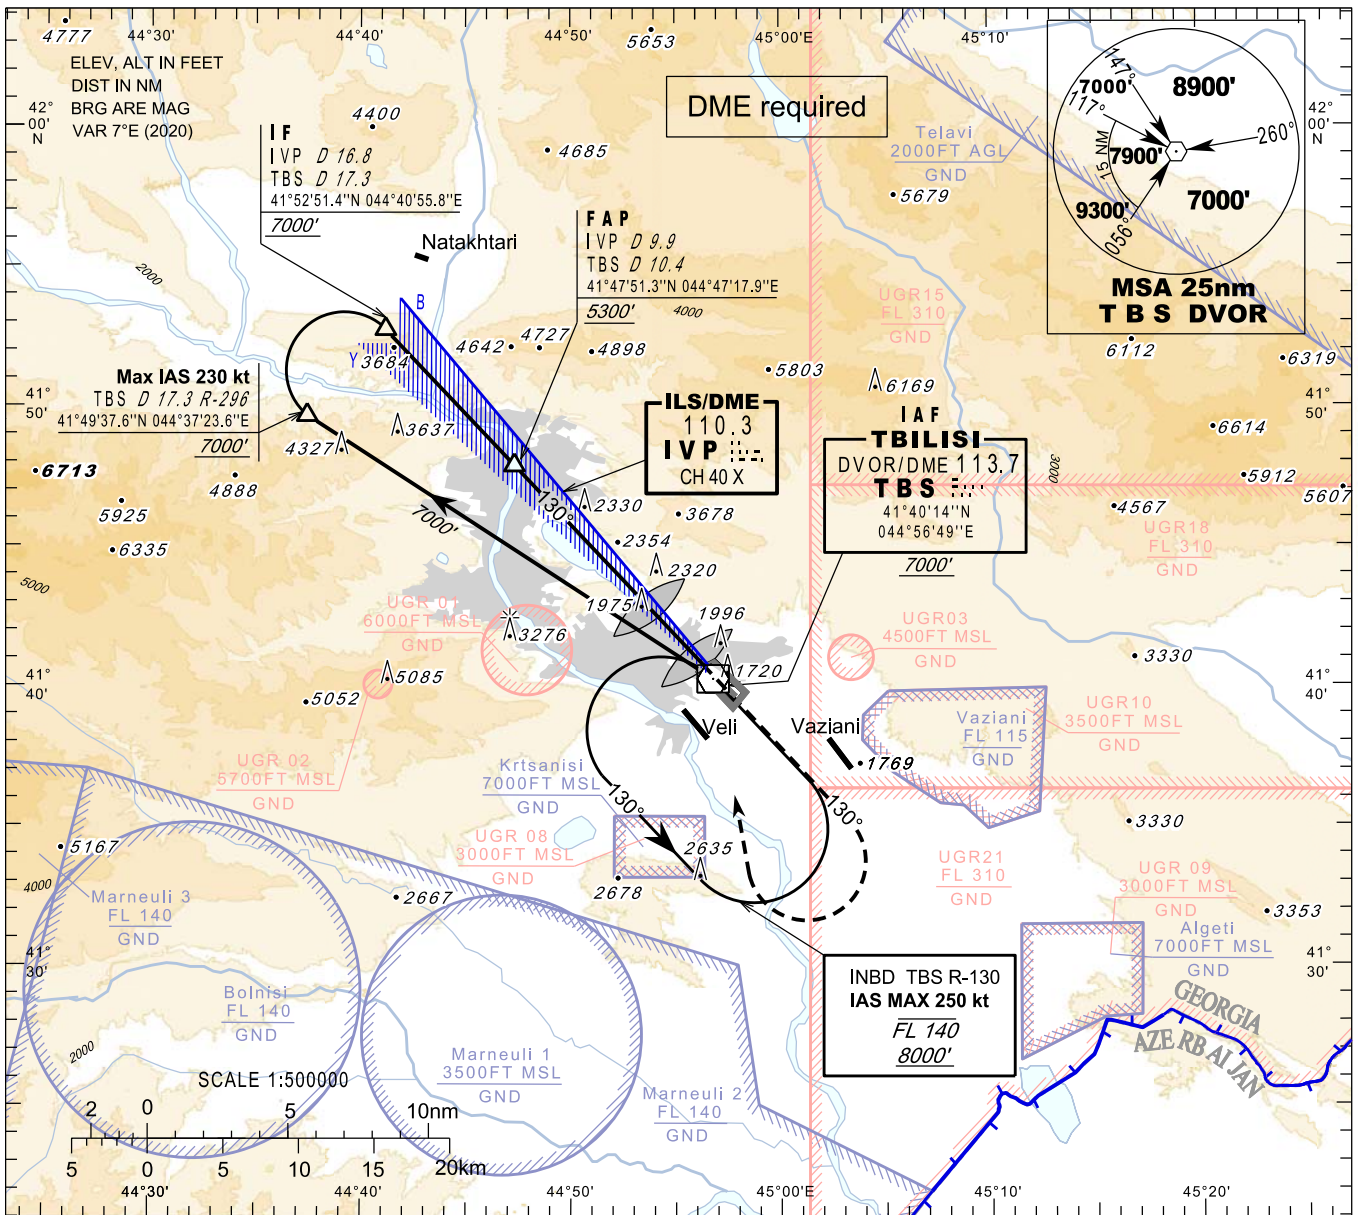 44°30'
44°40'
44°50'
45°00'E
45°10'
4777
5653
ELEV, ALT IN FEET
DIST IN NM
BRG ARE MAG
VAR 7°E (2020)
42°
00'
N
4400
4685
DME required
Telavi
2000FT AGL
GND
5679
147°
7000'
117°
8900'
260°
15 NM
7900'
7000'
9300'
056°
MSA 25nm
TBS DVOR
42°
00'
N
IF
IVP D 16.8
TBS D 17.3
41°52'51.4''N 044°40'55.8''E
7000'
Natakhtari
2000
FAP
IVP D 9.9
TBS D 10.4
41°47'51.3''N 044°47'17.9''E
5300'
4000
B
Y
3684
4642
4727
4898
5803
UGR15
FL 310
GND
6169
6112
6319
Max IAS 230 kt
TBS D 17.3 R-296
41°49'37.6''N 044°37'23.6''E
7000'
41°
50'
3637
4327
6713
4888
5925
6335
5000
7000'
130°
2330
3678
2354
2320
1975
1996
1720
ILS/DME
110.3
IVP
CH 40 X
IAF
TBILISI
DVOR/DME 113.7
TBS
41°40'14''N
044°56'49''E
7000'
3000
41°
50'
6614
5912
5607
4567
UGR18
FL 310
GND
UGR 01
6000FT MSL
GND
3276
UGR03
4500FT MSL
GND
3330
41°
40'
5085
5052
41°
40'
UGR 02
5700FT MSL
GND
Veli
Vaziani
1769
Vaziani
FL 115
GND
UGR10
3500FT MSL
GND
Krtsanisi
7000FT MSL
GND
130°
130°
UGR 08
3000FT MSL
GND
2635
2678
3330
5167
4000
Marneuli 3
FL 140
GND
2667
UGR21
FL 310
GND
UGR 09
3000FT MSL
GND
3353
Algeti
7000FT MSL
GND
41°
30'
41°
30'
INBD TBS R-130
IAS MAX 250 kt
FL 140
8000'
Bolnisi
FL 140
GND
2000
Marneuli 1
3500FT MSL
GND
Marneuli 2
FL 140
GND
GEORGIA
AZERBAIJAN
SCALE 1:500000
2 0 5 10nm
5 0 5 10 15 20km
44°30'
44°40'
44°50'
45°00'E
45°10'
45°20'